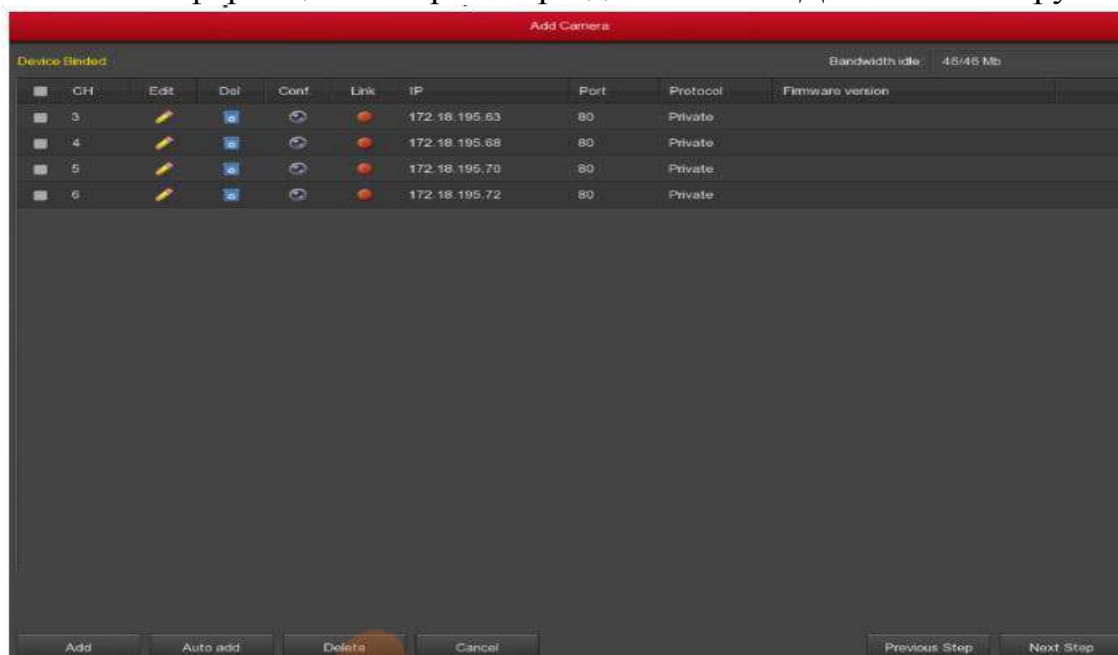 Add Camera
Device Binded Bandwidth idle: 46/46 Mb
CH Edit Del Conf. Link IP Port Protocol Firmware version
3 172.18.195.63 80 Private
4 172.18.195.68 80 Private
5 172.18.195.70 80 Private
6 172.18.195.72 80 Private
Add Auto add Delete Cancel Previous Step Next Step